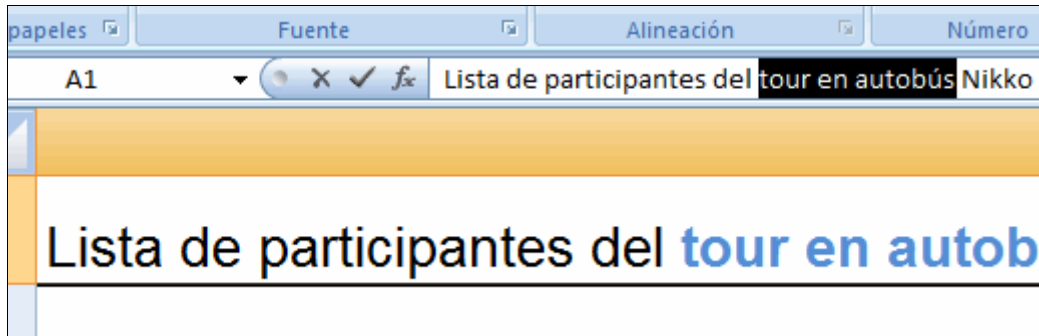 papeles Fuente Alineación Número
A1 fx Lista de participantes del tour en autobús Nikko
Lista de participantes del tour en autob